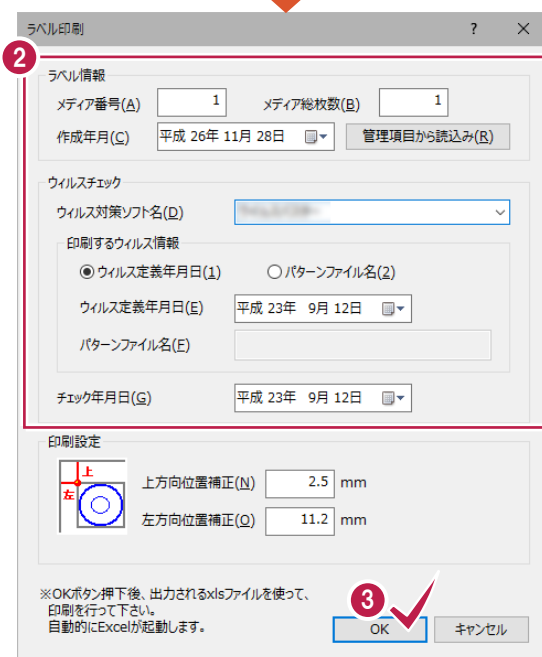 ラベル印刷 ? ×
2
ラベル情報
メディア番号(A) 1 メディア総枚数(B) 1
作成年月(C) 平成 26年 11月 28日 管理項目から読込み(R)
ウィルスチェック
ウィルス対策ソフト名(D)
印刷するウィルス情報
ウィルス定義年月日(1) パターンファイル名(2)
ウィルス定義年月日(E) 平成 23年 9月 12日
パターンファイル名(F)
チェック年月日(G) 平成 23年 9月 12日
印刷設定
上
左
上方向位置補正(N) 2.5 mm
左方向位置補正(O) 11.2 mm
※OKボタン押下後、出力されるxlsファイルを使って、
印刷を行って下さい。
自動的にExcelが起動します。
3
OK キャンセル